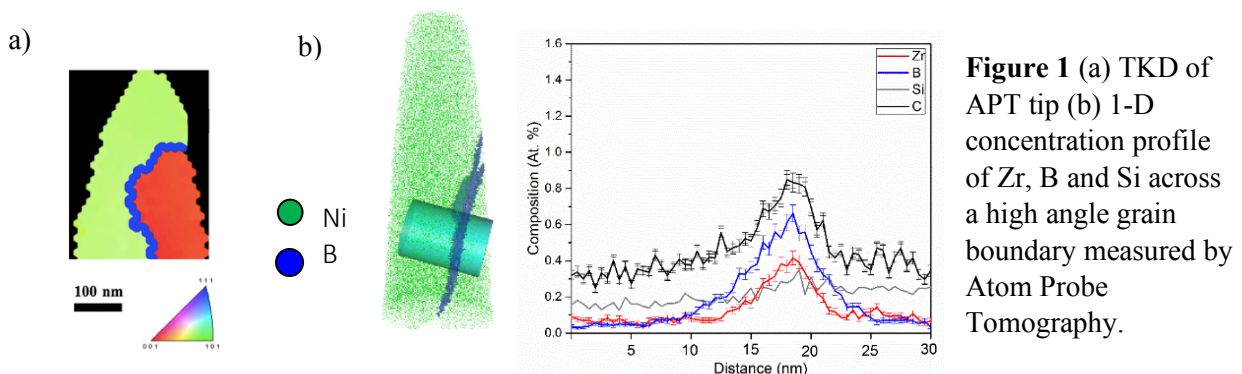 a)
100 nm
111
001
101
b)
Ni
B
Composition (At. %)
1.6
1.4
1.2
1.0
0.8
0.6
0.4
0.2
0.0
5
10
15
20
25
30
Distance (nm)
Zr
B
Si
C
Figure 1 (a) TKD of
APT tip (b) 1-D
concentration profile
of Zr, B and Si across
a high angle grain
boundary measured by
Atom Probe
Tomography.